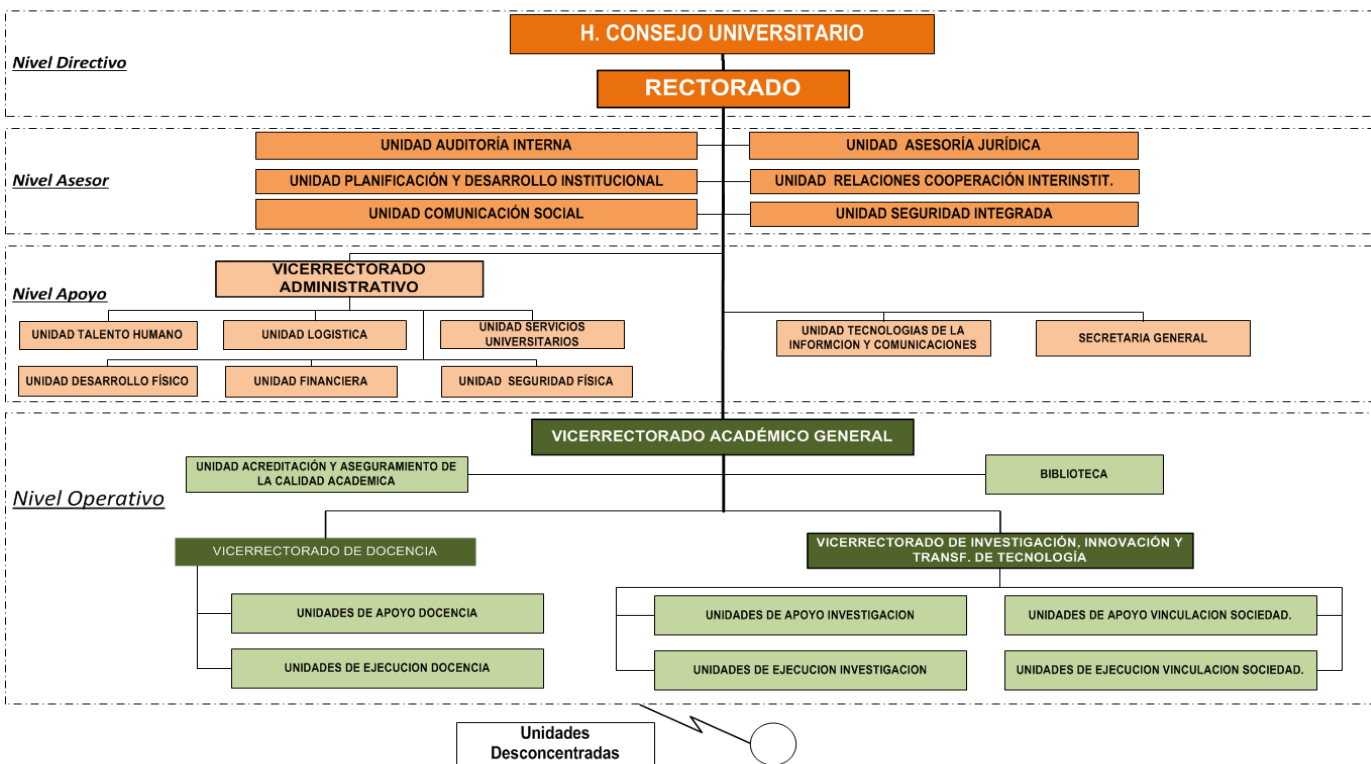 H. CONSEJO UNIVERSITARIO
Nivel Directivo
RECTORADO
UNIDAD AUDITORÍA INTERNA
UNIDAD ASESORÍA JURÍDICA
Nivel Asesor
UNIDAD PLANIFICACIÓN Y DESARROLLO INSTITUCIONAL
UNIDAD RELACIONES COOPERACIÓN INTERINSTIT.
UNIDAD COMUNICACIÓN SOCIAL
UNIDAD SEGURIDAD INTEGRADA
Nivel Apoyo
VICERRECTORADO
ADMINISTRATIVO
UNIDAD TALENTO HUMANO
UNIDAD LOGISTICA
UNIDAD SERVICIOS
UNIVERSITARIOS
UNIDAD TECNOLOGIAS DE LA
INFORMCION Y COMUNICACIONES
SECRETARIA GENERAL
UNIDAD DESARROLLO FÍSICO
UNIDAD FINANCIERA
UNIDAD SEGURIDAD FÍSICA
VICERRECTORADO ACADÉMICO GENERAL
UNIDAD ACREDITACIÓN Y ASEGURAMIENTO DE
LA CALIDAD ACADEMICA
BIBLIOTECA
Nivel Operativo
VICERRECTORADO DE DOCENCIA
VICERRECTORADO DE INVESTIGACIÓN, INNOVACIÓN Y
TRANSF. DE TECNOLOGÍA
UNIDADES DE APOYO DOCENCIA
UNIDADES DE APOYO INVESTIGACION
UNIDADES DE APOYO VINCULACION SOCIEDAD.
UNIDADES DE EJECUCION DOCENCIA
UNIDADES DE EJECUCION INVESTIGACION
UNIDADES DE EJECUCION VINCULACION SOCIEDAD.
Unidades
Desconcentradas